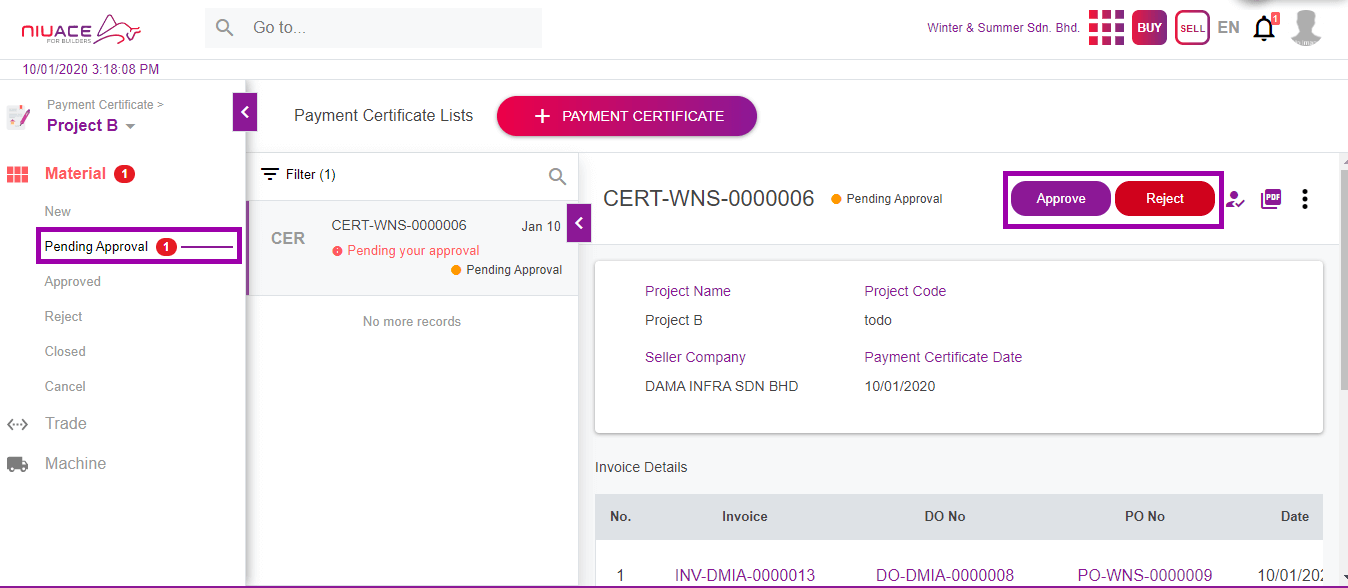 NIUACE
FOR BUILDERS
Go to...
Winter & Summer Sdn. Bhd.
BUY
SELL
EN
1
10/01/2020 3:18:08 PM
Payment Certificate >
Project B
Payment Certificate Lists
+ PAYMENT CERTIFICATE
Material 1
New
Pending Approval 1
Approved
Reject
Closed
Cancel
Trade
Machine
Filter (1)
CER
CERT-WNS-0000006
Jan 10
Pending your approval
Pending Approval
No more records
CERT-WNS-0000006
Pending Approval
Approve
Reject
PDF
Project Name
Project Code
Project B
todo
Seller Company
Payment Certificate Date
DAMA INFRA SDN BHD
10/01/2020
Invoice Details
No. Invoice DO No PO No Date
1 INV-DMIA-0000013 DO-DMIA-0000008 PO-WNS-0000009 10/01/202